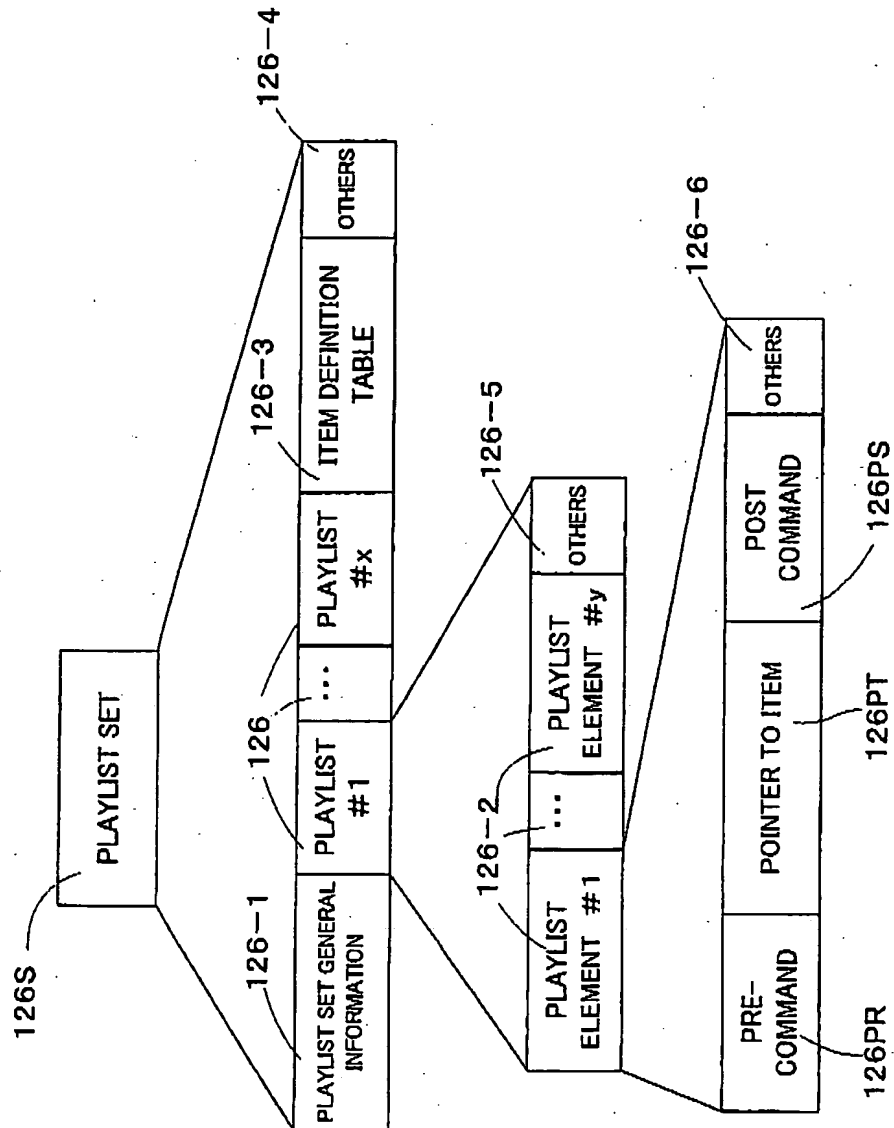 126S
PLAYLIST SET
126-1
126
126-3
126-4
PLAYLIST SET GENERAL
INFORMATION
PLAYLIST
#1
...
PLAYLIST
#x
ITEM DEFINITION
TABLE
OTHERS
126-2
126-5
PLAYLIST
ELEMENT #1
...
PLAYLIST
ELEMENT #y
OTHERS
126-6
PRE-
COMMAND
POINTER TO ITEM
POST
COMMAND
OTHERS
126PR
126PT
126PS